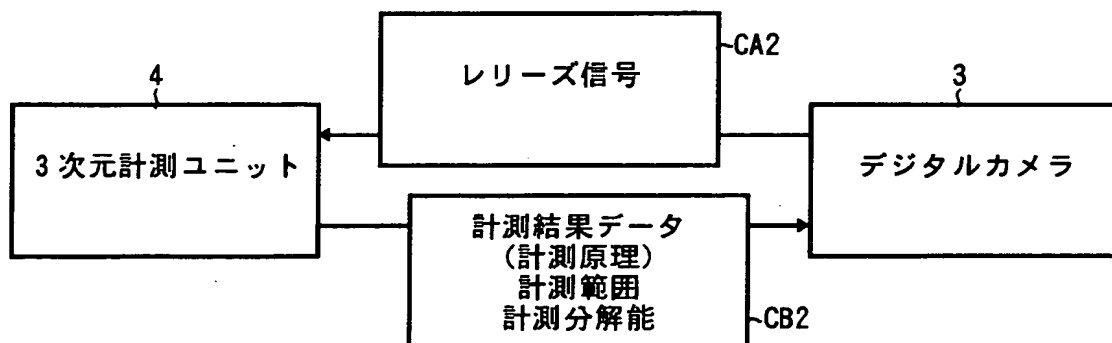 CA2
レリーズ信号
4
3次元計測ユニット
3
デジタルカメラ
計測結果データ
(計測原理)
計測範囲
計測分解能
CB2